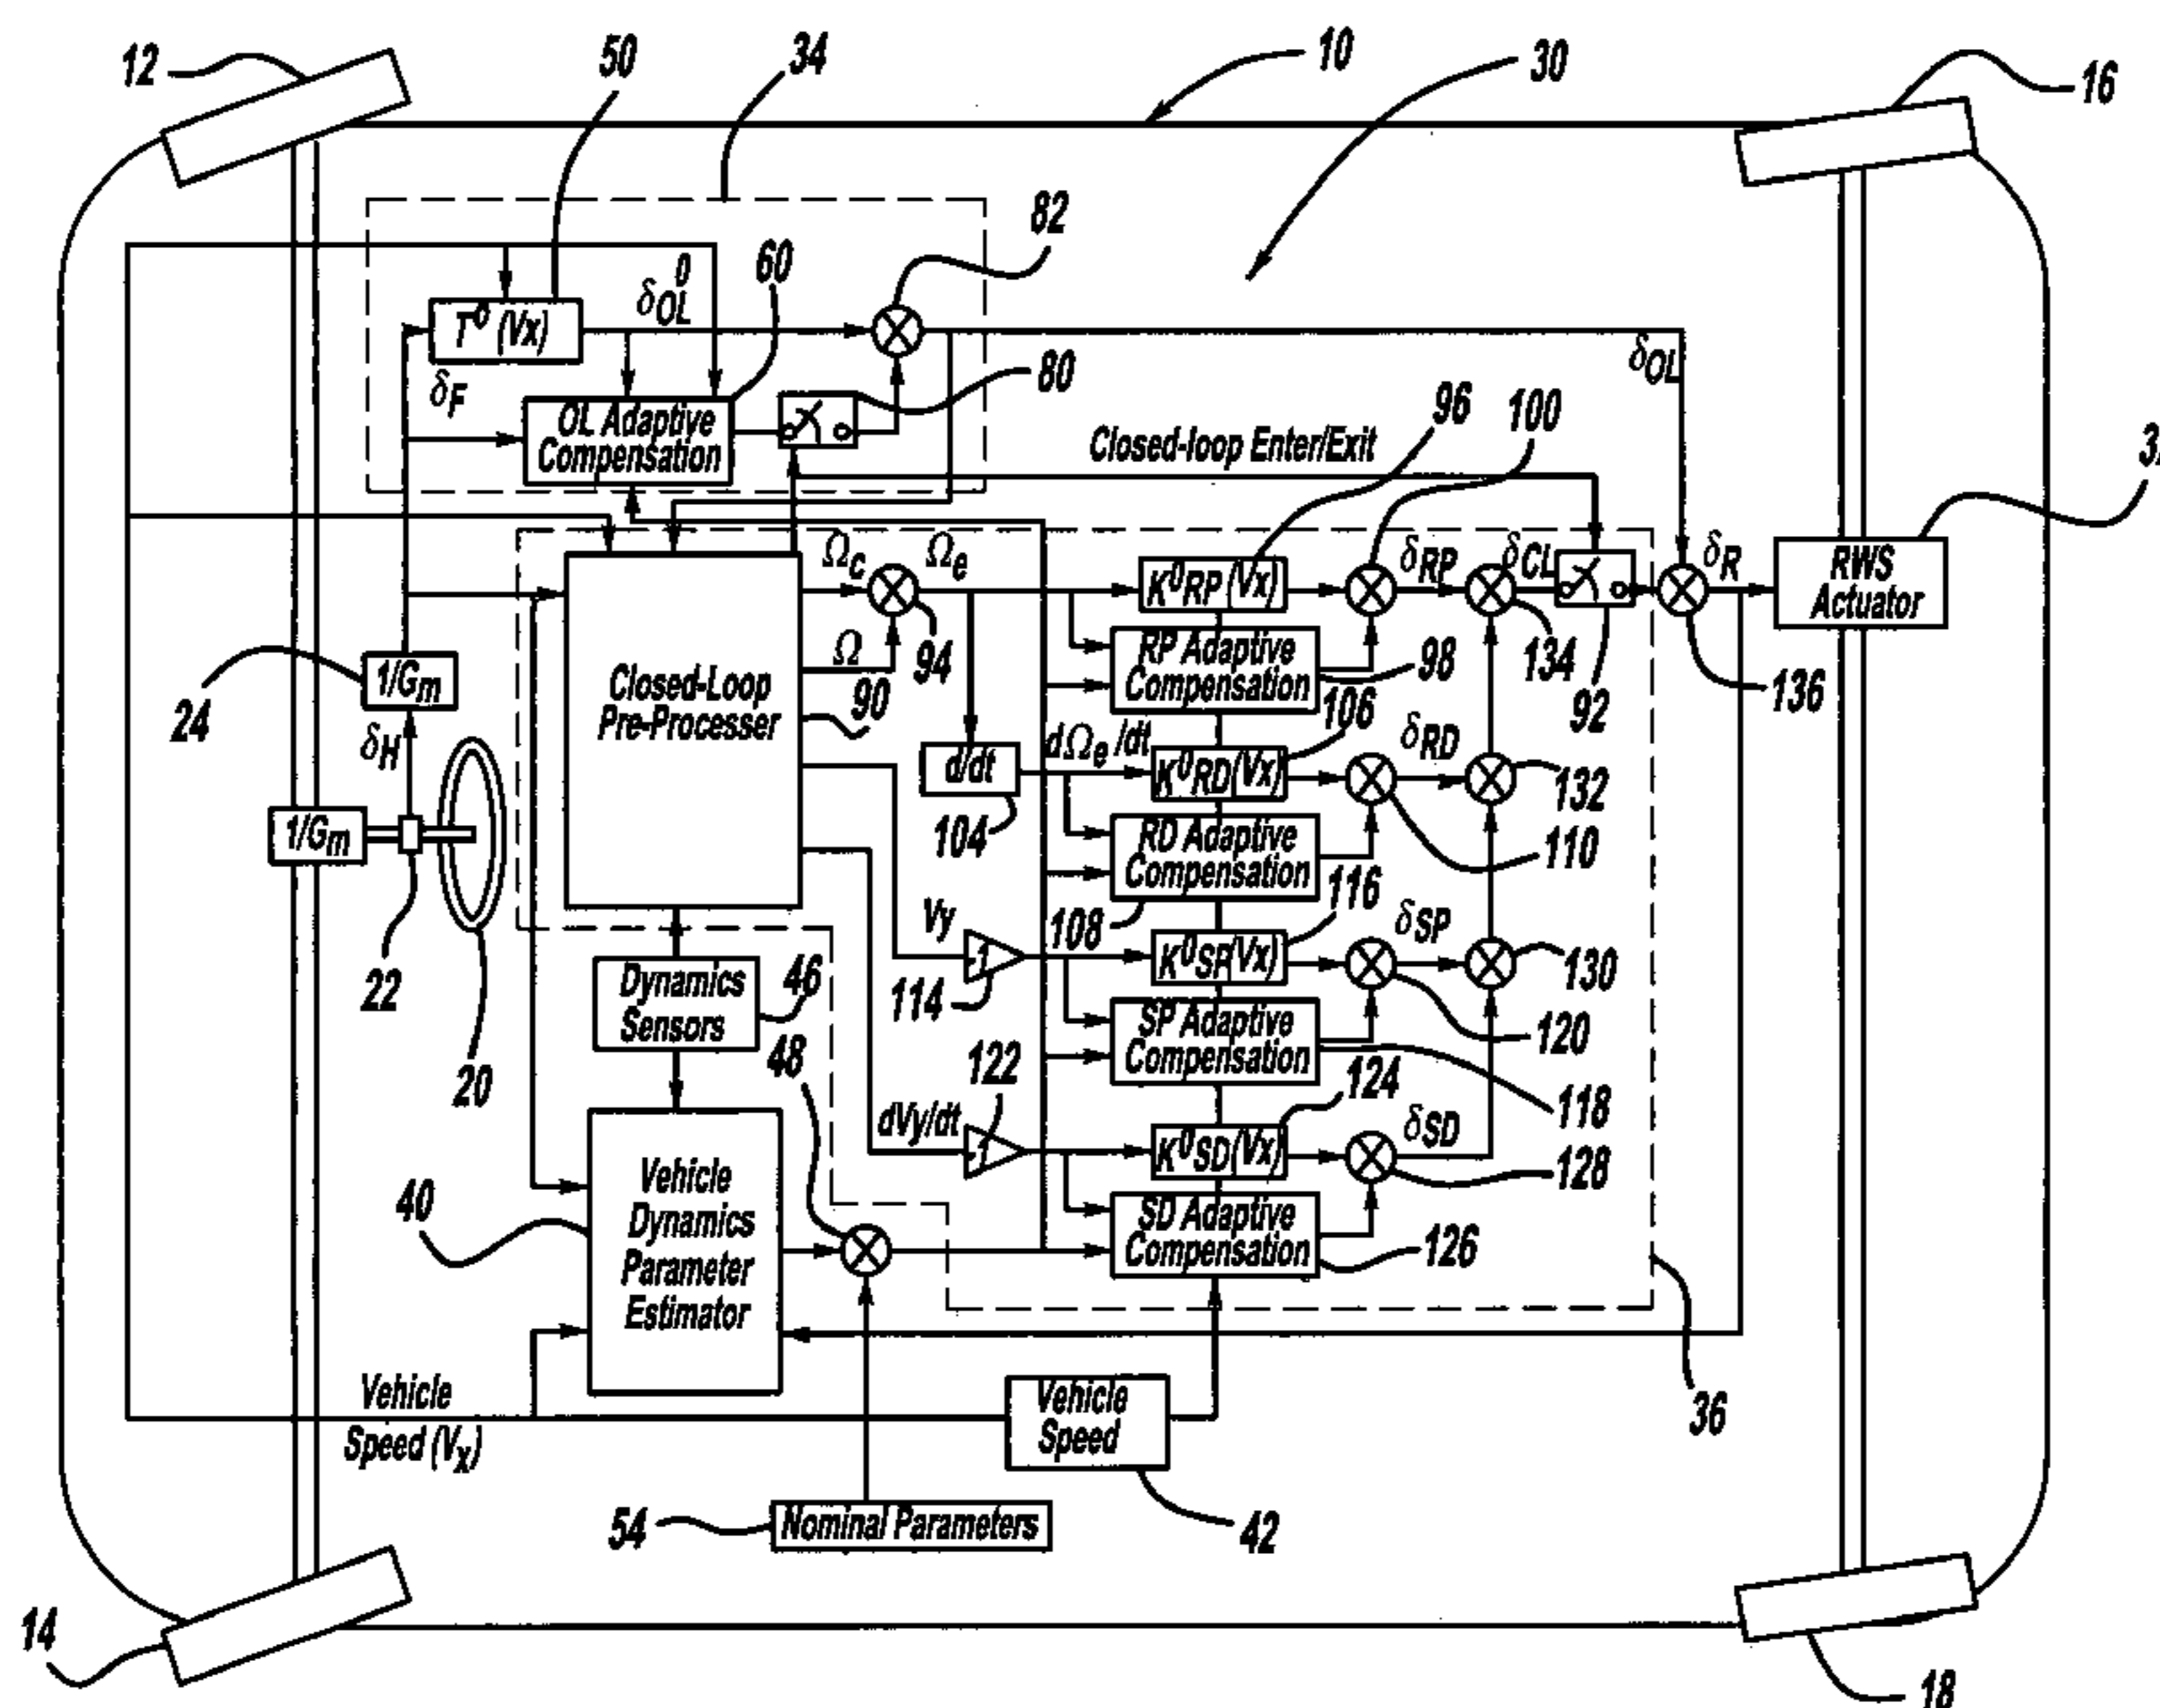 12
50
34
10
30
16
82
0
δOL
60
T⁰ (Vx)
δF
80
δOL
OL Adaptive
Compensation
96
100
Closed-loop Enter/Exit
Ωc
Ωe
K⁰RP (Vx)
δRP
δCL
δR
RWS
Actuator
94
Ω
90
Closed-Loop
Pre-Processer
RP Adaptive
Compensation
98
134
92
136
24
1/Gm
δH
106
d/dt
dΩe/dt
K⁰RD(Vx)
δRD
132
104
1/Gm
RD Adaptive
Compensation
110
116
108
22
20
Vy
-1
114
K⁰SP(Vx)
δSP
130
Dynamics
Sensors
46
SP Adaptive
Compensation
120
118
48
122
124
dVy/dt
-1
K⁰SD(Vx)
δSD
128
40
Vehicle
Dynamics
Parameter
Estimator
SD Adaptive
Compensation
126
36
Vehicle
Speed (Vx)
Vehicle
Speed
42
54
Nominal Parameters
14
18